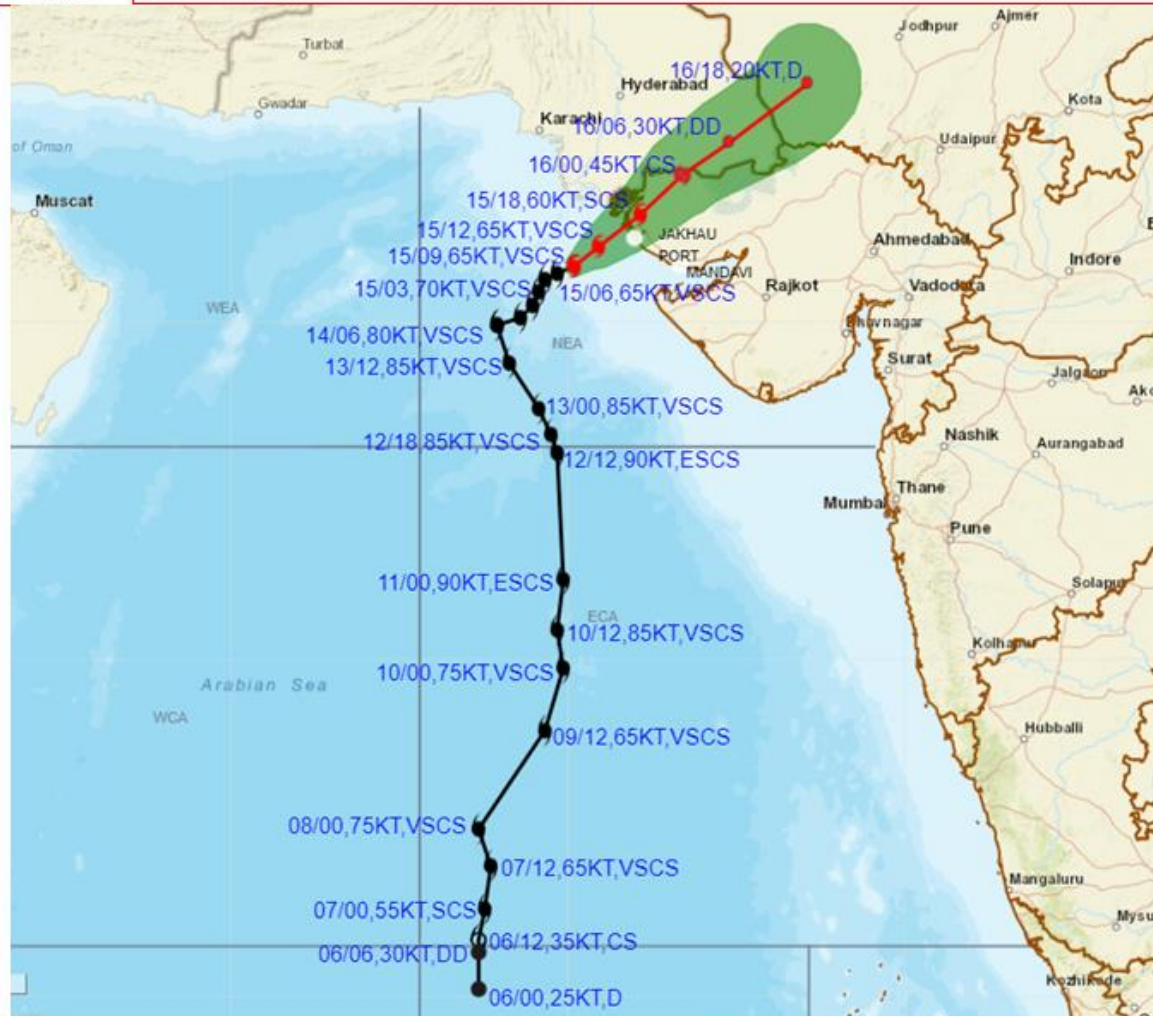 Ajmer
Jodhpur
Turbat
16/18,20KT,D
Hyderabad
Kota
Gwadar
Karachi
16/06,30KT,DD
Udaipur
of Oman
16/00,45KT,CS
Muscat
15/18,60KT,SCS
15/12,65KT,VSCS
JAKHAU
PORT
Ahmedabad
15/09,65KT,VSCS
MANDAVI
Indore
15/03,70KT,VSCS
15/06,65KT,VSCS
Rajkot
Vadodara
WEA
14/06,80KT,VSCS
Bhavnagar
NEA
13/12,85KT,VSCS
Surat
Jalgaon
Ako
13/00,85KT,VSCS
12/18,85KT,VSCS
Nashik
Aurangabad
12/12,90KT,ESCS
Thane
Mumbai
Pune
11/00,90KT,ESCS
Solapur
ECA
10/12,85KT,VSCS
Kolhapur
10/00,75KT,VSCS
Arabian Sea
WCA
09/12,65KT,VSCS
Hubballi
08/00,75KT,VSCS
07/12,65KT,VSCS
Mangaluru
07/00,55KT,SCS
Mysu
06/12,35KT,CS
06/06,30KT,DD
Kozhikode
06/00,25KT,D